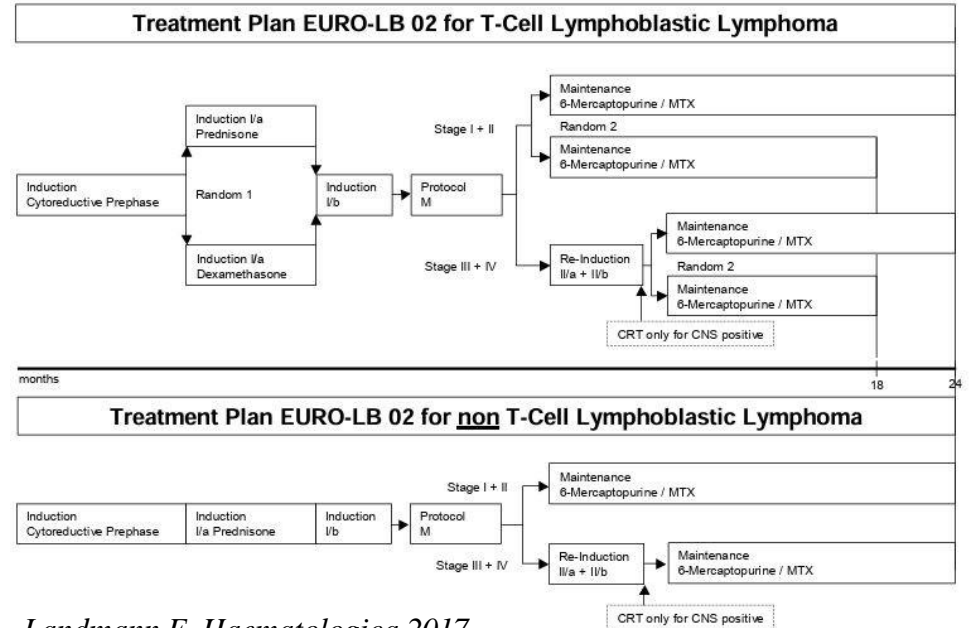 Treatment Plan EURO-LB 02 for T-Cell Lymphoblastic Lymphoma
Induction
Cytoreductive Prephase
Induction I/a
Prednisone
Random 1
Induction I/a
Dexamethasone
Induction
I/b
Protocol
M
Stage I + II
Maintenance
6-Mercaptopurine / MTX
Random 2
Maintenance
6-Mercaptopurine / MTX
Stage III + IV
Re-Induction
II/a + II/b
Maintenance
6-Mercaptopurine / MTX
Random 2
Maintenance
6-Mercaptopurine / MTX
CRT only for CNS positive
months
18
24
Treatment Plan EURO-LB 02 for non T-Cell Lymphoblastic Lymphoma
Induction
Cytoreductive Prephase
Induction
I/a Prednisone
Induction
I/b
Protocol
M
Stage I + II
Maintenance
6-Mercaptopurine / MTX
Stage III + IV
Re-Induction
II/a + II/b
Maintenance
6-Mercaptopurine / MTX
CRT only for CNS positive
Landmann E, Haematologica 2017